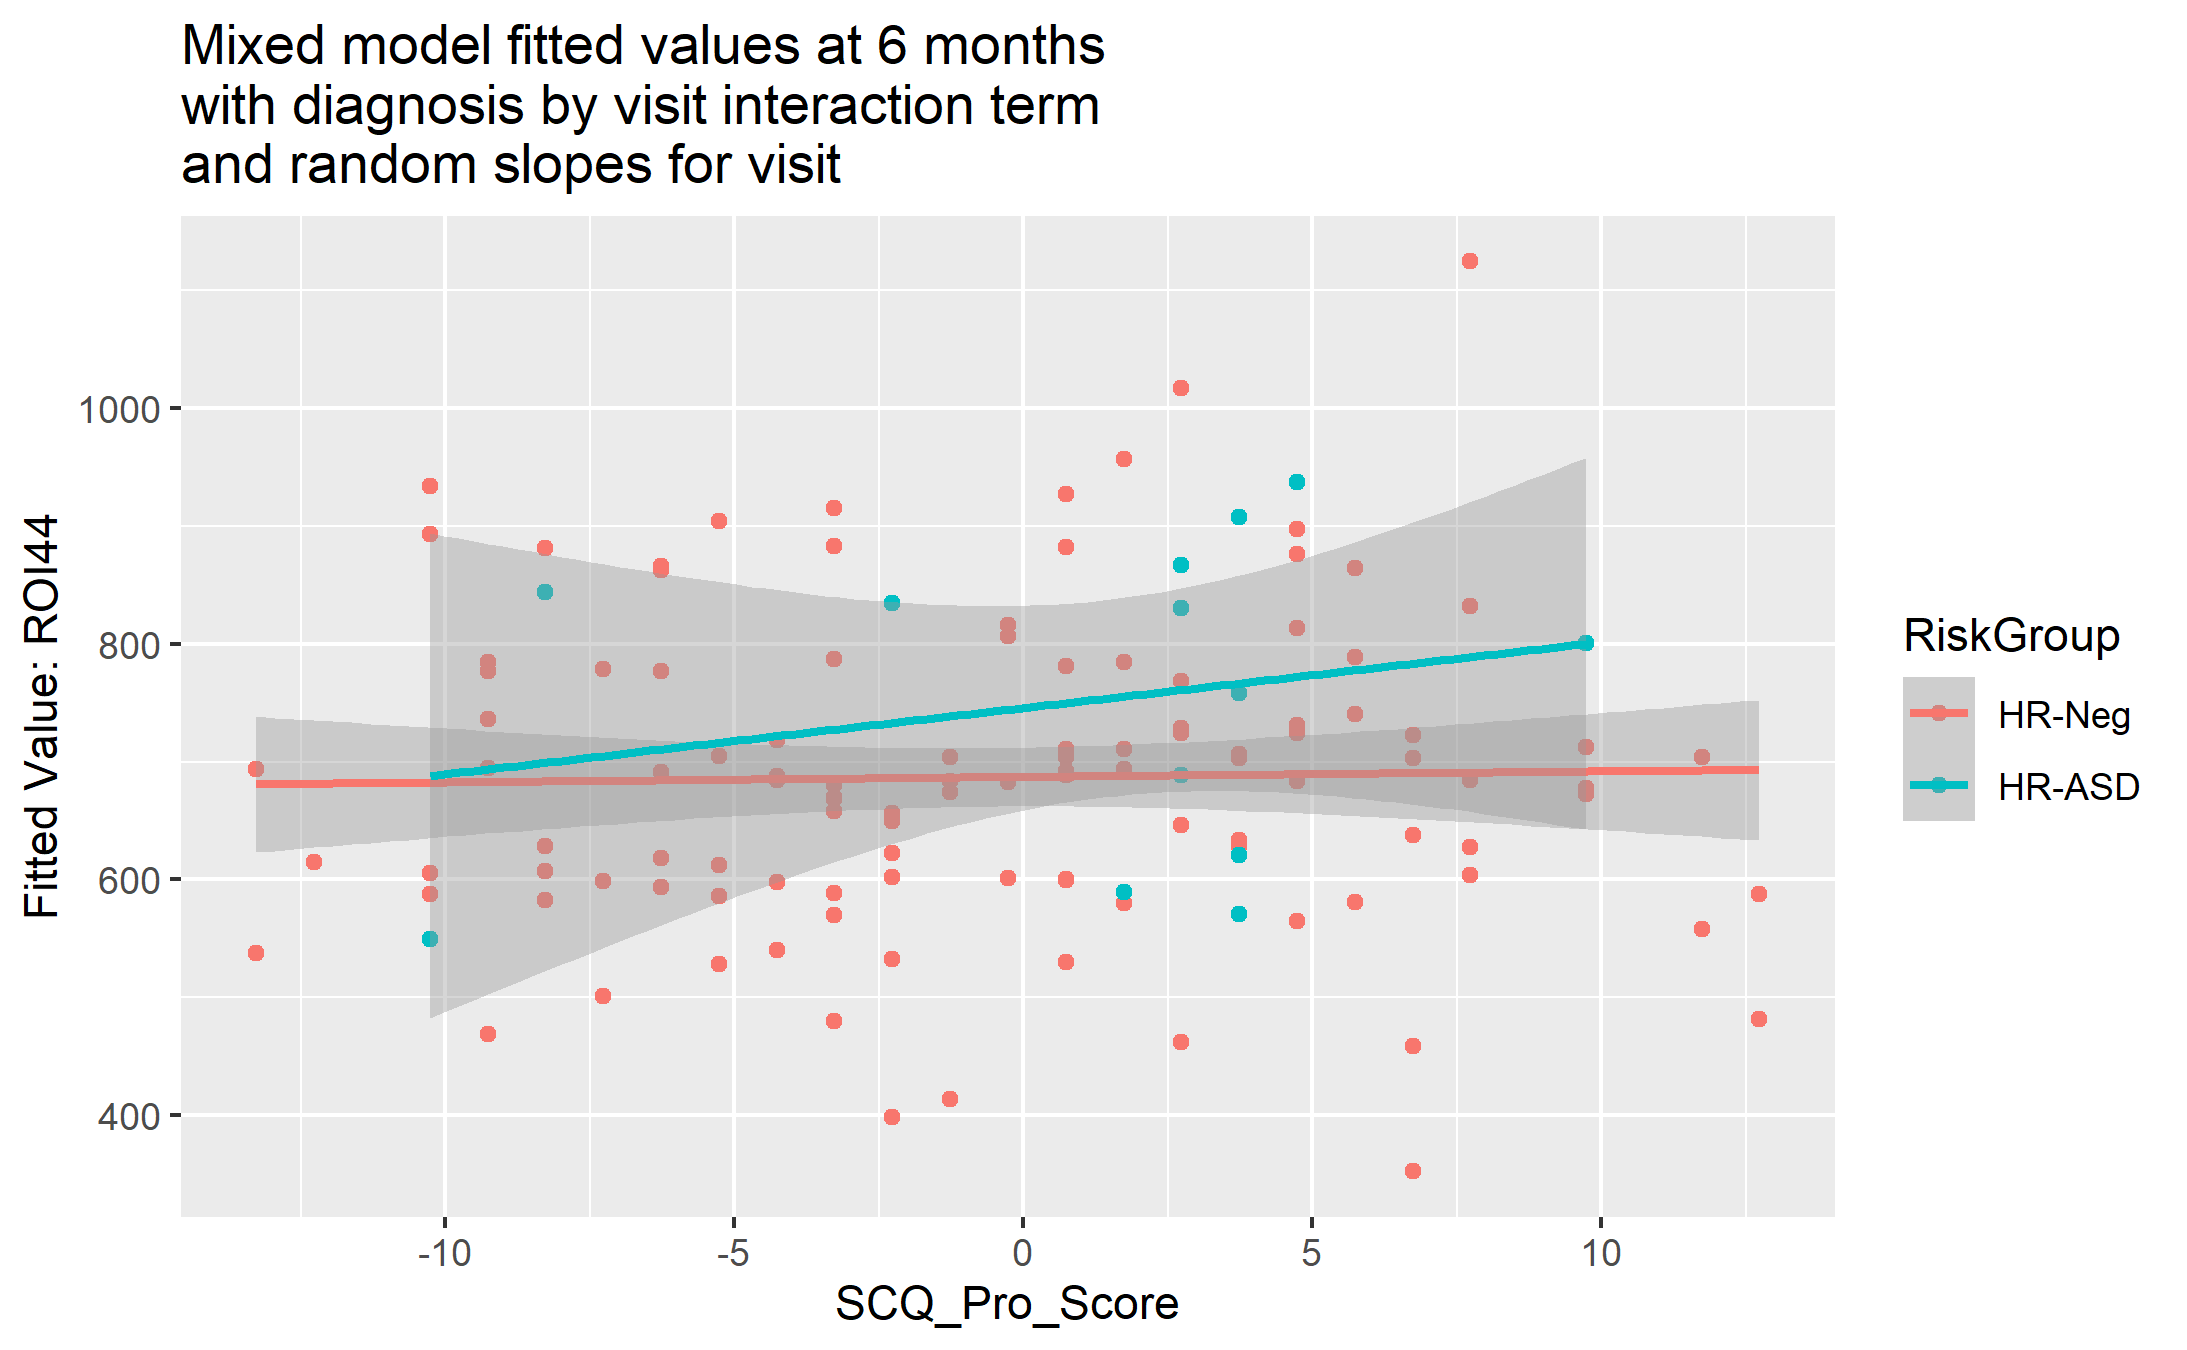 Mixed model fitted values at 6 months
with diagnosis by visit interaction term
and random slopes for visit
Fitted Value: ROI44
1000
800
600
400
-10
-5
0
5
10
SCQ_Pro_Score
RiskGroup
HR-Neg
HR-ASD